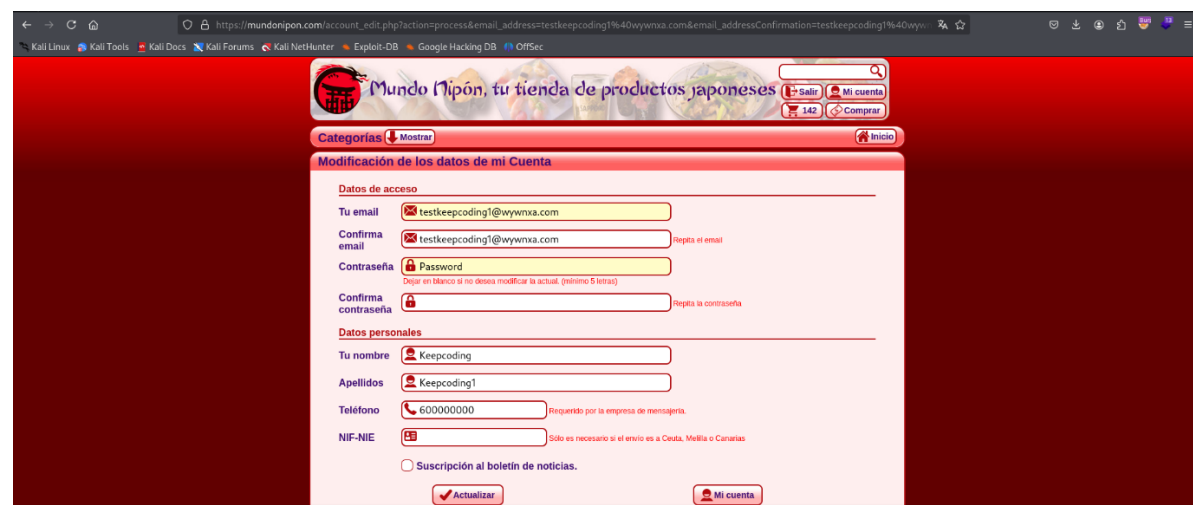 https://mundonipon.com/account_edit.php?action=process&email_address=testkeepcoding1%40wywnxa.com&email_addressConfirmation=testkeepcoding1%40wywn
Kali Linux Kali Tools Kali Docs Kali Forums Kali NetHunter Exploit-DB Google Hacking DB OffSec
Mundo Nipón, tu tienda de productos japoneses
Salir Mi cuenta
142 Comprar
Categorías Mostrar Inicio
Modificación de los datos de mi Cuenta
Datos de acceso
Tu email testkeepcoding1@wywnxa.com
Confirma email testkeepcoding1@wywnxa.com Repita el email
Contraseña Password
Dejar en blanco si no desea modificar la actual. (mínimo 5 letras)
Confirma contraseña Repita la contraseña
Datos personales
Tu nombre Keepcoding
Apellidos Keepcoding1
Teléfono 600000000 Requerido por la empresa de mensajería.
NIF-NIE Sólo es necesario si el envío es a Ceuta, Melilla o Canarias
Suscripción al boletín de noticias.
Actualizar Mi cuenta